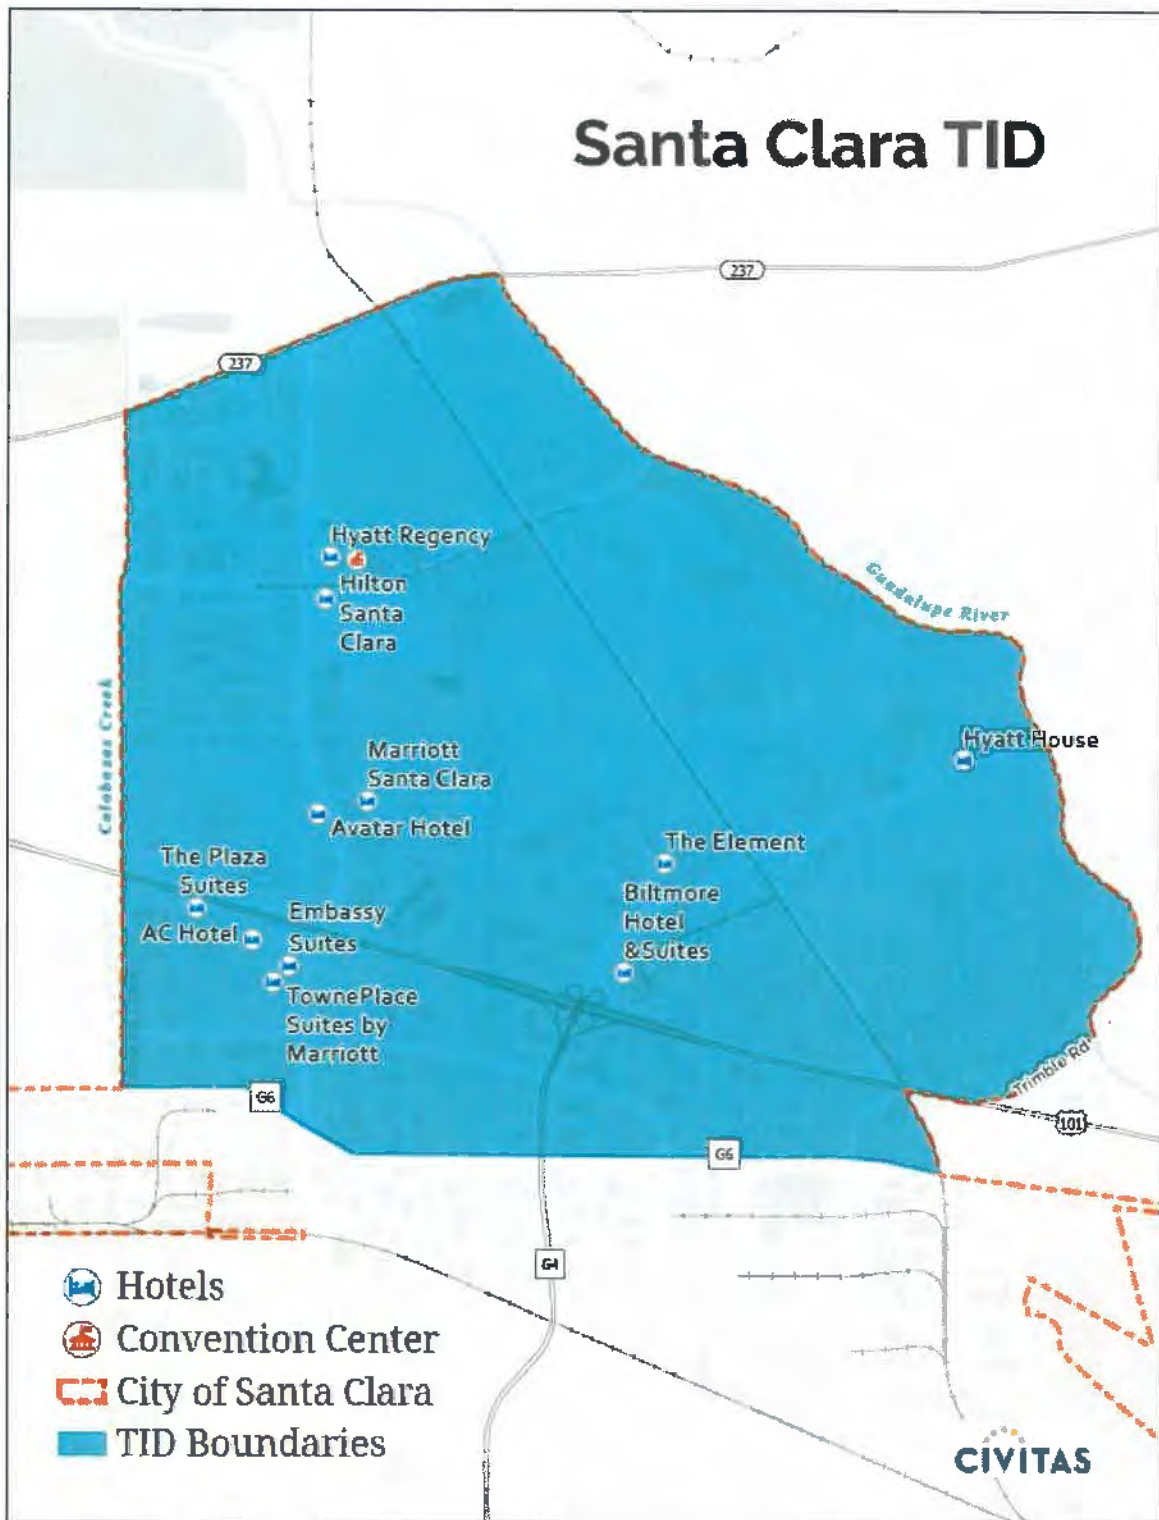 Santa Clara TID
237
237
Hyatt Regency
Hilton
Santa
Clara
Guadalupe River
Calabazas Creek
Hyatt House
Marriott
Santa Clara
Avatar Hotel
The Element
The Plaza
Suites
Biltmore
Hotel
&Suites
Embassy
Suites
AC Hotel
TownePlace
Suites by
Marriott
Trimble Rd
G6
101
G6
G4
Hotels
Convention Center
City of Santa Clara
TID Boundaries
CIVITAS